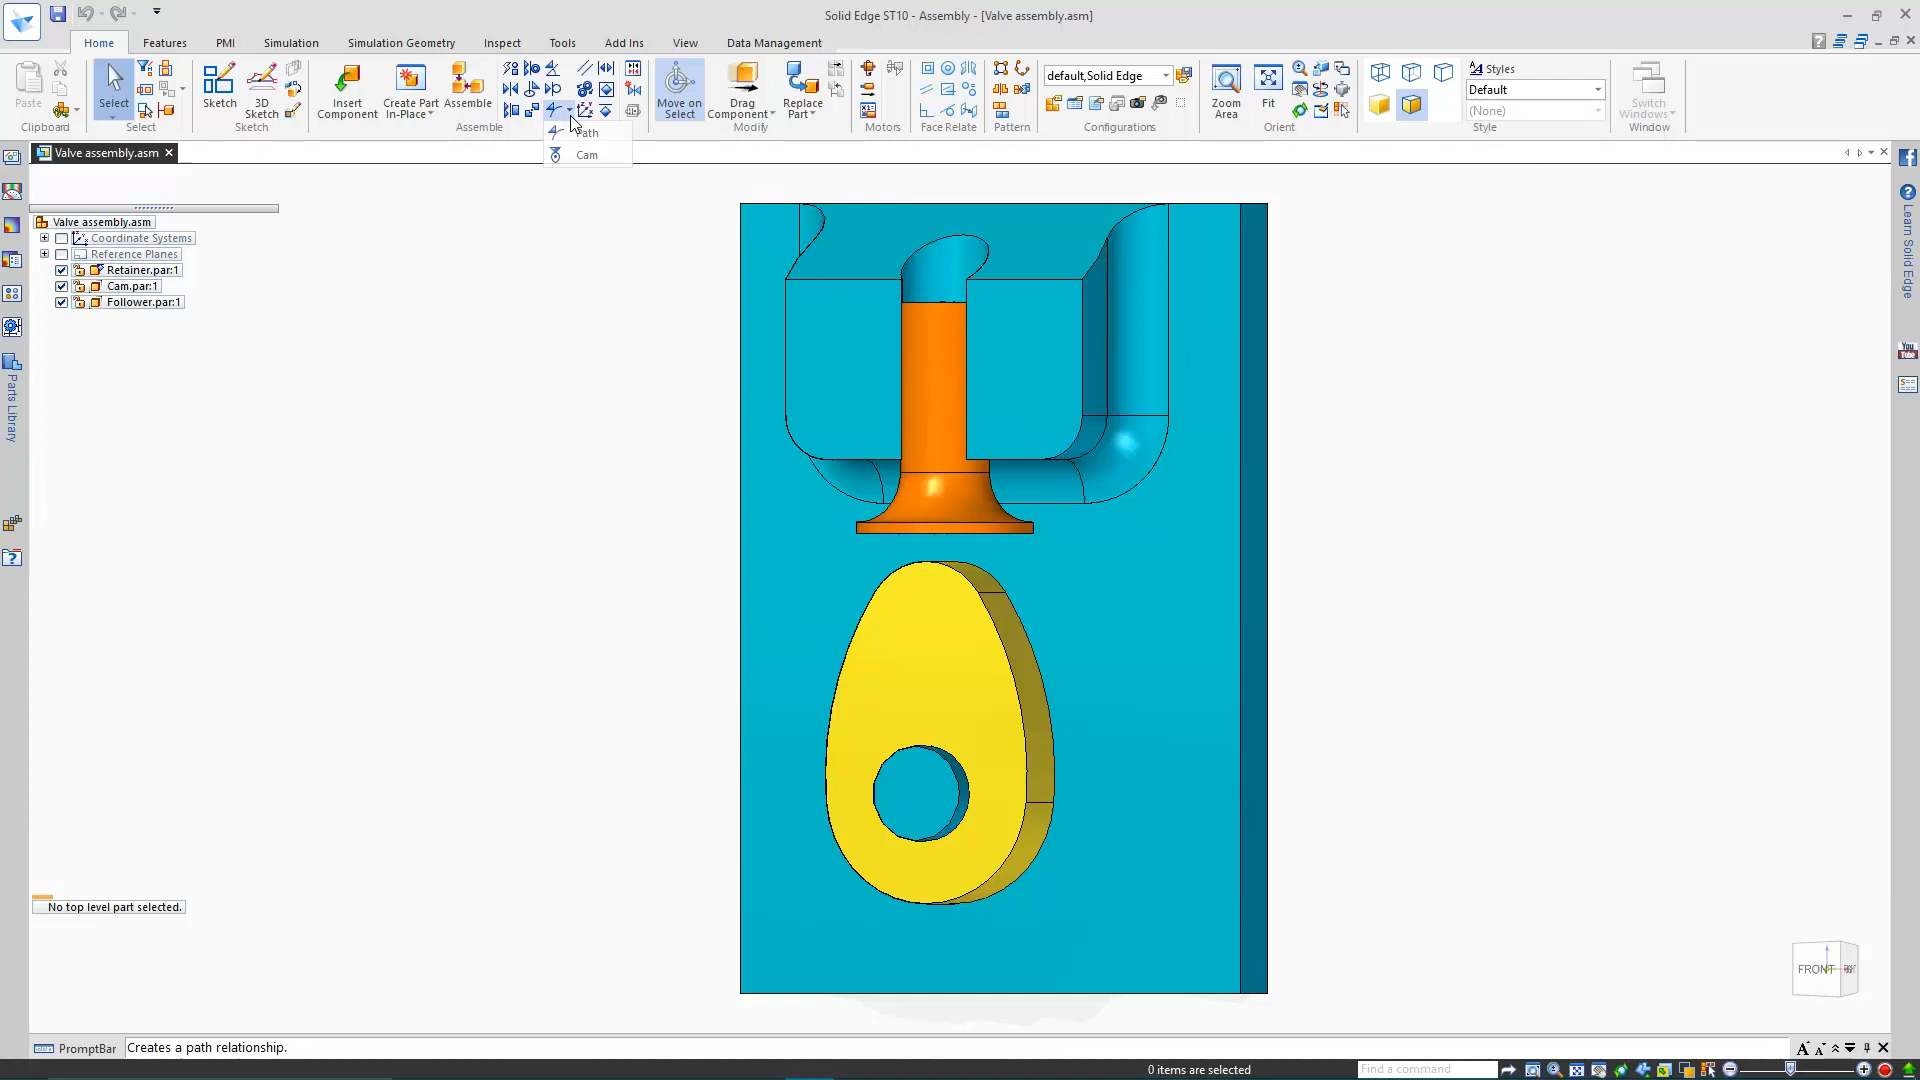 Solid Edge ST10 - Assembly - [Valve assembly.asm]
Home Features PMI Simulation Simulation Geometry Inspect Tools Add Ins View Data Management
Paste
Clipboard
Select
Select
Sketch
3D
Sketch
Sketch
Insert
Component
Create Part
In-Place
Assemble
Assemble
Path
Cam
Move on
Select
Drag
Component
Replace
Part
Modify
Motors
Face Relate
Pattern
default,Solid Edge
Configurations
Zoom
Area
Fit
Orient
Styles
Default
(None)
Style
Switch
Windows
Window
Valve assembly.asm
Valve assembly.asm
Coordinate Systems
Reference Planes
Retainer.par:1
Cam.par:1
Follower.par:1
Parts Library
Learn Solid Edge
You
Tube
No top level part selected.
FRONT
PromptBar
Creates a path relationship.
0 items are selected
Find a command